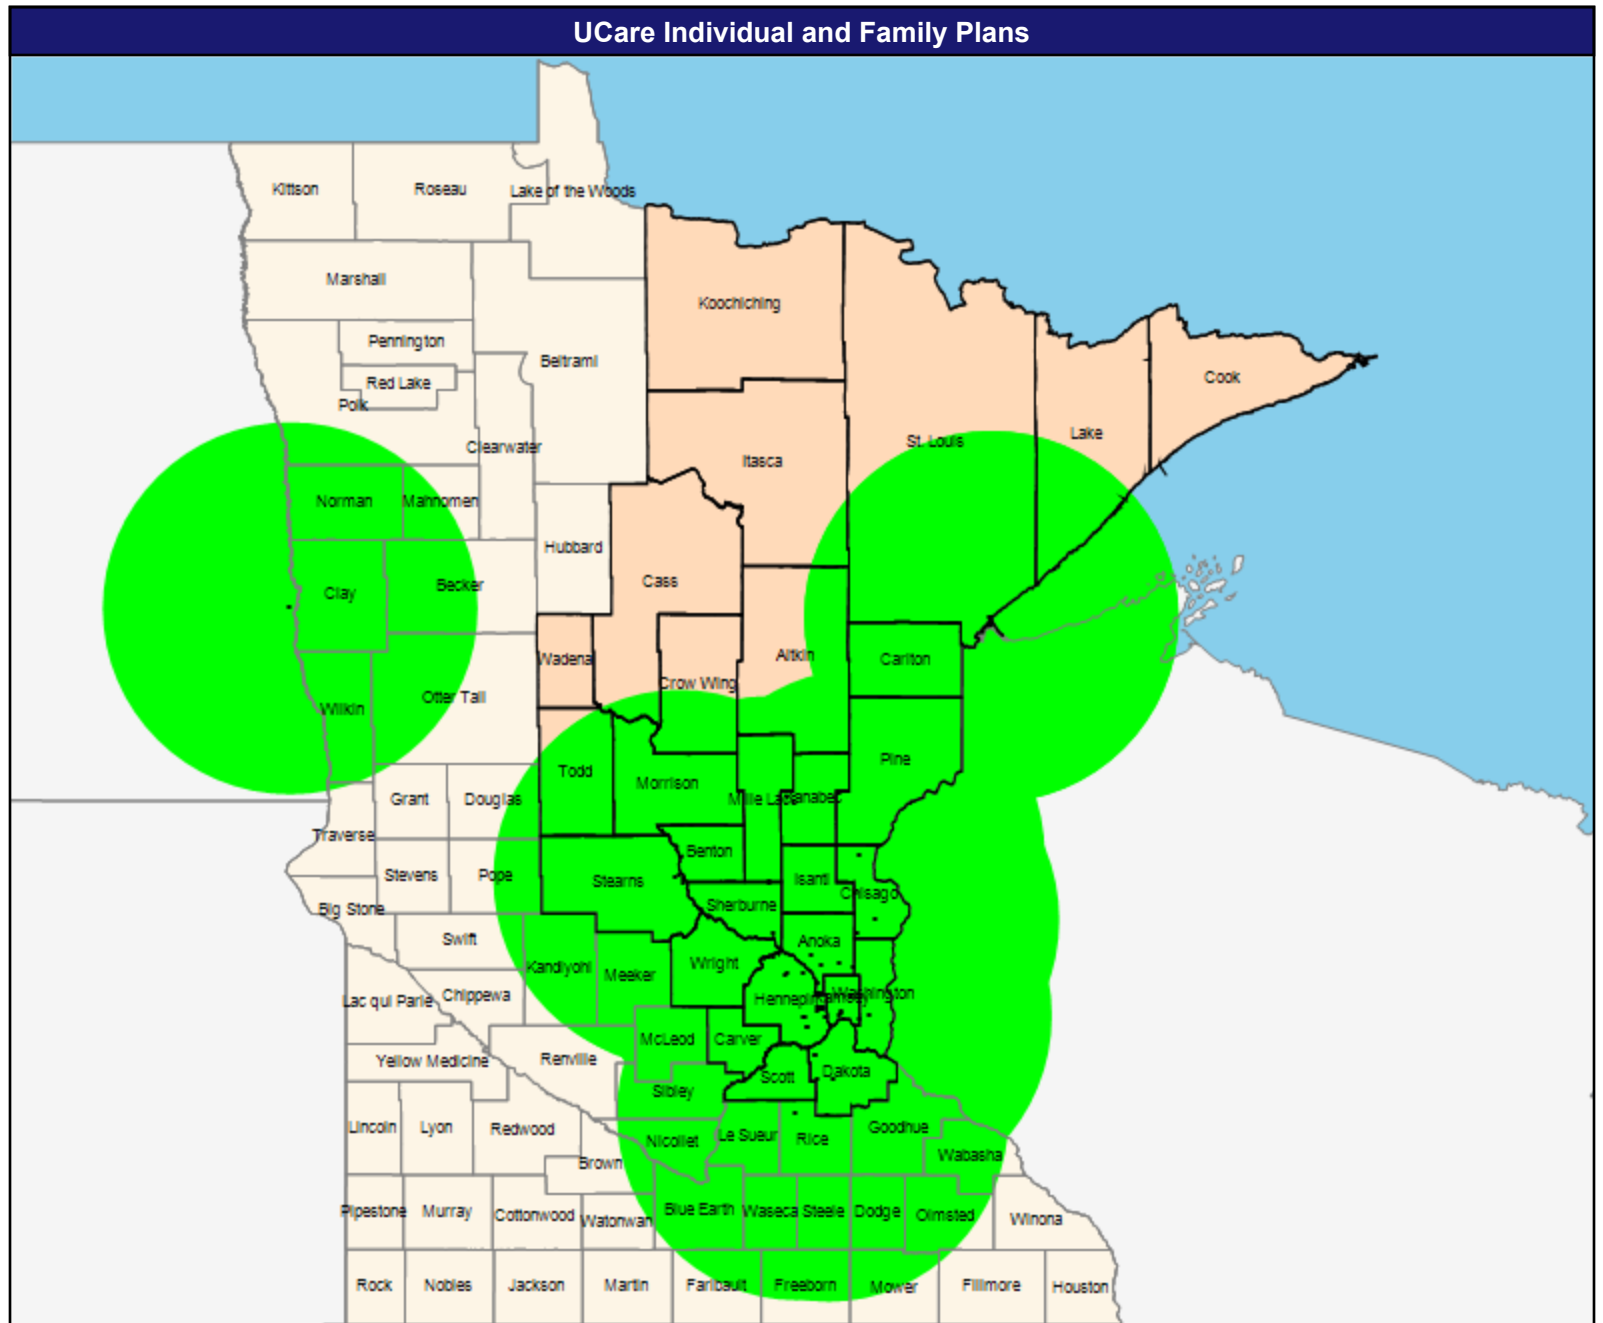 UCare Individual and Family Plans
Kittson
Roseau
Lake of the Woods
Marshall
Koochiching
Pennington
Beltrami
Red Lake
Cook
Polk
Lake
St. Louis
Clearwater
Itasca
Norman
Mahnomen
Hubbard
Cass
Becker
Clay
Wadena
Aitkin
Carlton
Crow Wing
Otter Tail
Wilkin
Pine
Todd
Morrison
Grant
Douglas
Mille Lacs
Kanabec
Traverse
Benton
Stevens
Pope
Stearns
Isanti
Chisago
Big Stone
Sherburne
Swift
Anoka
Kandiyohi
Wright
Meeker
Lac qui Parle
Chippewa
Hennepin
Ramsey
Washington
McLeod
Carver
Yellow Medicine
Renville
Scott
Dakota
Sibley
Lincoln
Lyon
Redwood
Goodhue
Le Sueur
Rice
Nicollet
Brown
Wabasha
Pipestone
Murray
Cottonwood
Watonwan
Blue Earth
Waseca
Steele
Dodge
Olmsted
Winona
Rock
Nobles
Jackson
Martin
Faribault
Freeborn
Mower
Fillmore
Houston